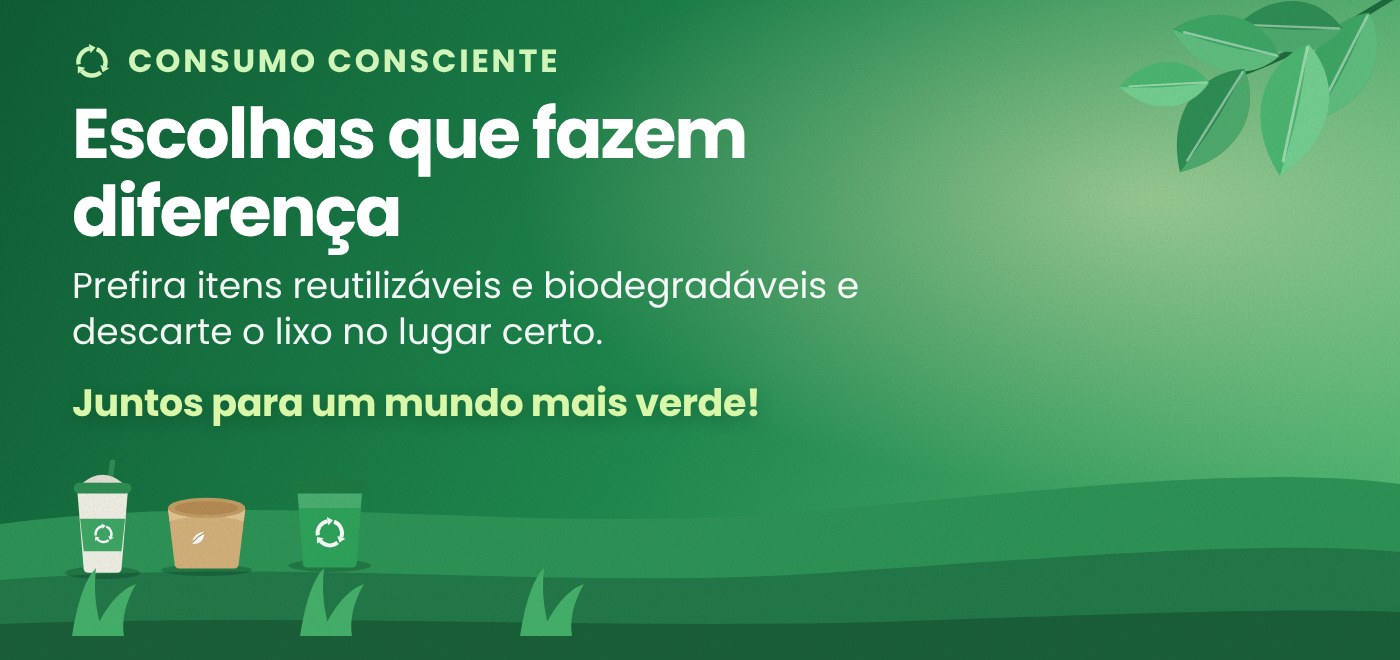 CONSUMO CONSCIENTE
Escolhas que fazem
diferença
Prefira itens reutilizáveis e biodegradáveis e
descarte o lixo no lugar certo.
Juntos para um mundo mais verde!